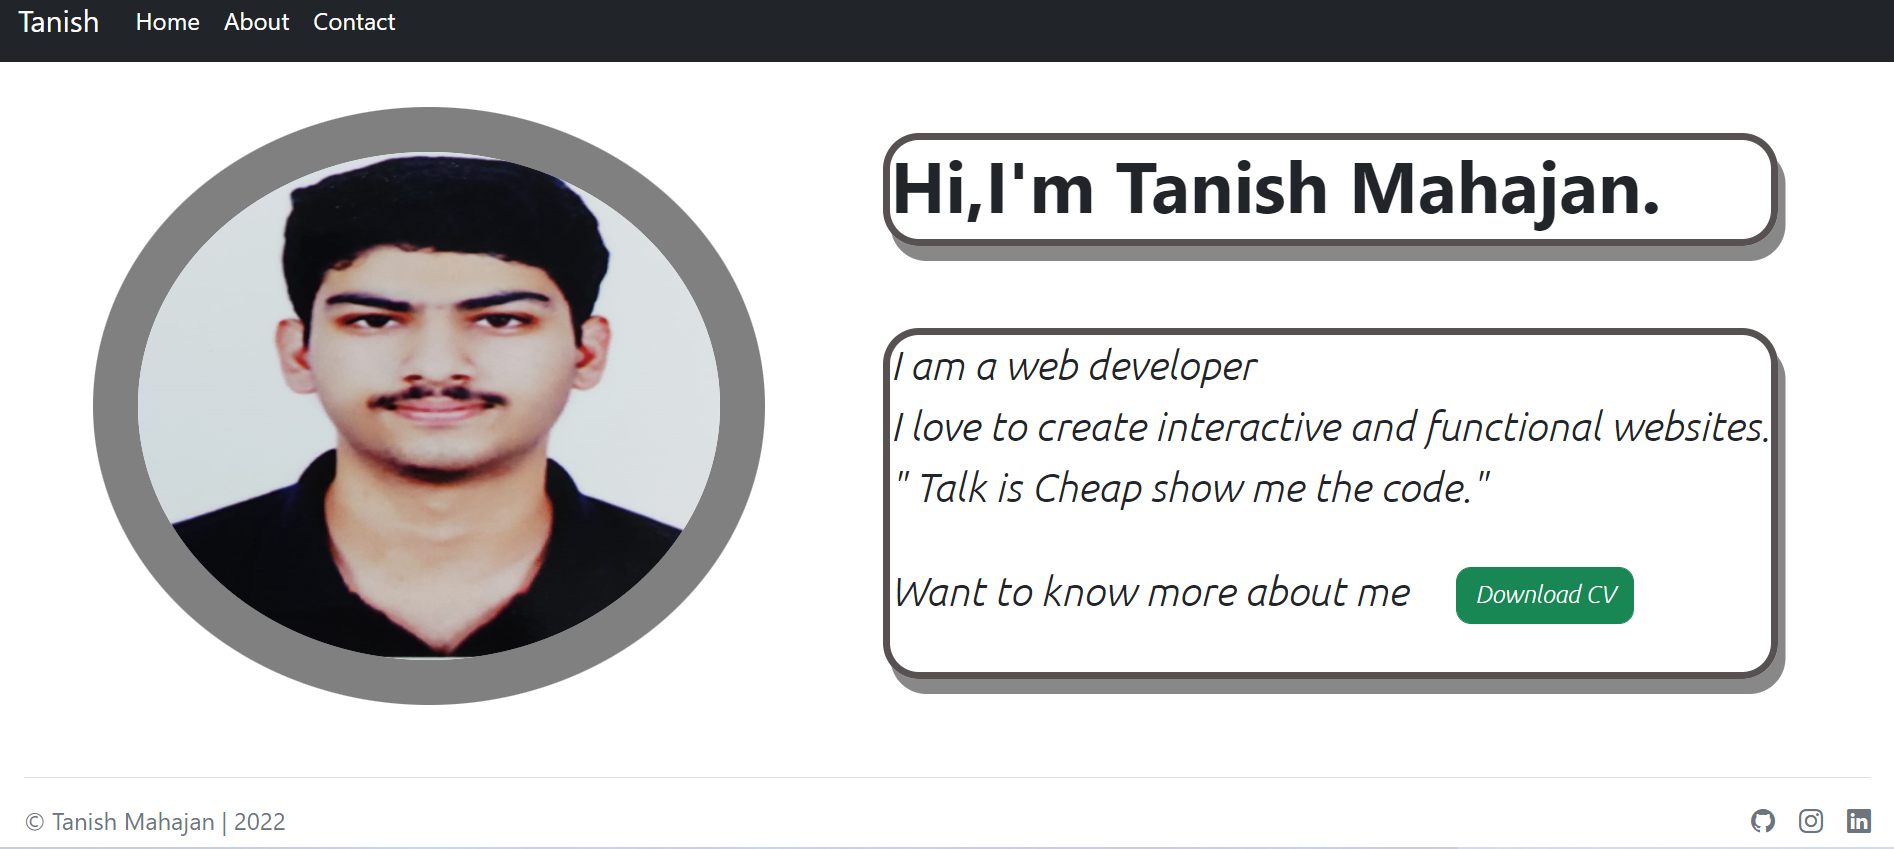 Tanish Home About Contact
Hi,I'm Tanish Mahajan.
I am a web developer
I love to create interactive and functional websites.
" Talk is Cheap show me the code."
Want to know more about me Download CV
© Tanish Mahajan | 2022
in